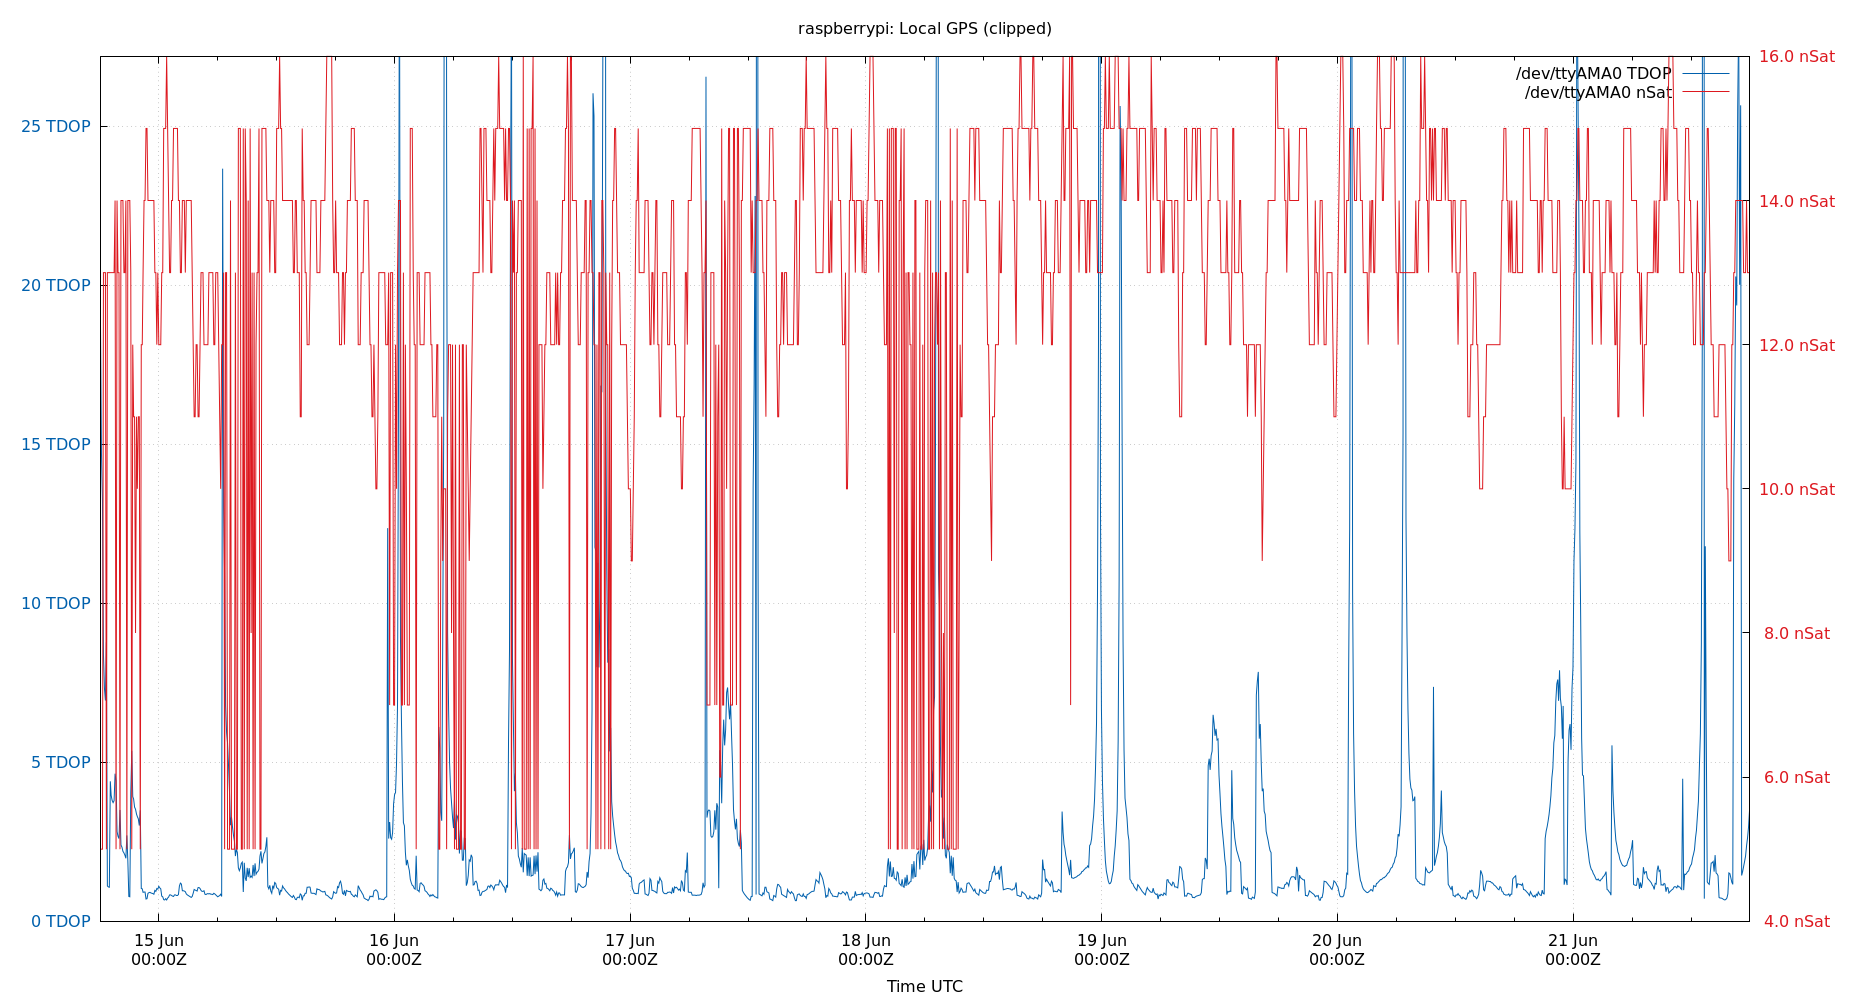 raspberrypi: Local GPS (clipped)
16.0 nSat
/dev/ttyAMA0 TDOP
/dev/ttyAMA0 nSat
25 TDOP
14.0 nSat
20 TDOP
12.0 nSat
15 TDOP
10.0 nSat
10 TDOP
8.0 nSat
5 TDOP
6.0 nSat
0 TDOP
4.0 nSat
15 Jun 16 Jun 17 Jun 18 Jun 19 Jun 20 Jun 21 Jun
00:00Z 00:00Z 00:00Z 00:00Z 00:00Z 00:00Z 00:00Z
Time UTC